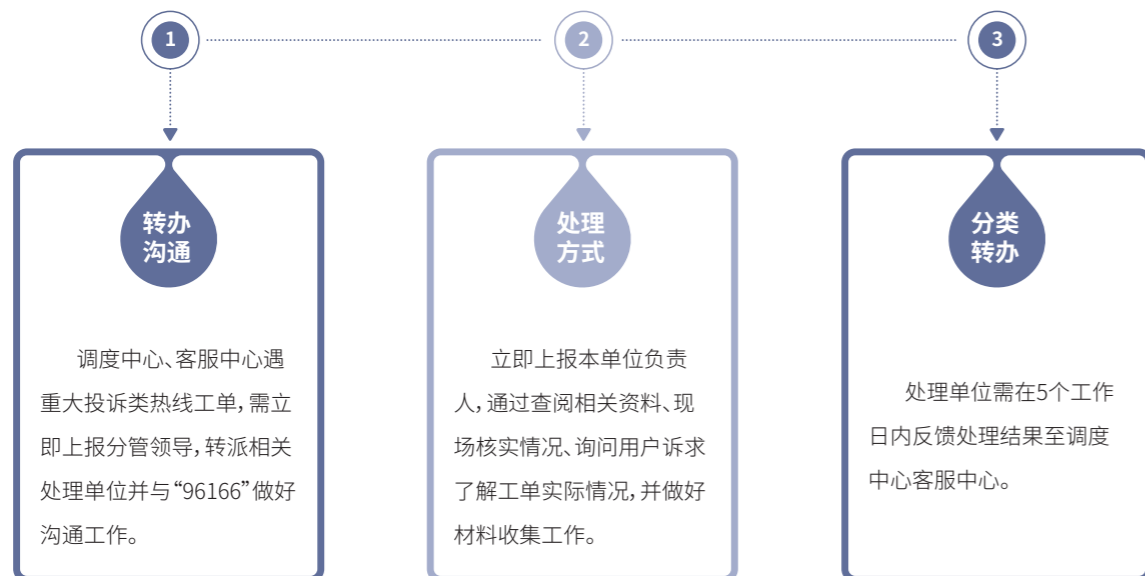 1
2
3
转办
沟通
调度中心、客服中心遇
重大投诉类热线工单,需立
即上报分管领导,转派相关
处理单位并与“96166”做好
沟通工作。
处理
方式
立即上报本单位负责
人,通过查阅相关资料、现
场核实情况、询问用户诉求
了解工单实际情况,并做好
材料收集工作。
分类
转办
处理单位需在5个工作
日内反馈处理结果至调度
中心客服中心。